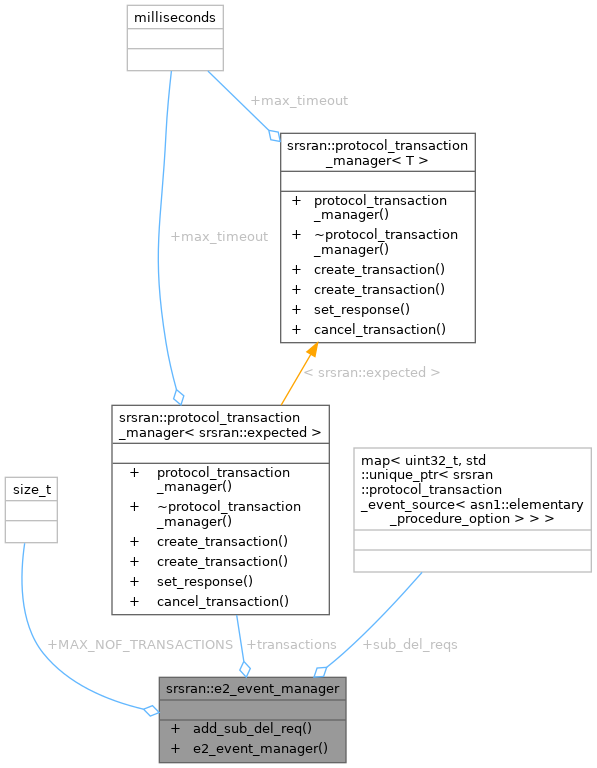 milliseconds
+max_timeout
srsran::protocol_transaction
_manager< T >
+ protocol_transaction
_manager()
+ ~protocol_transaction
_manager()
+ create_transaction()
+ create_transaction()
+ set_response()
+ cancel_transaction()
+max_timeout
< srsran::expected >
srsran::protocol_transaction
_manager< srsran::expected >
+ protocol_transaction
_manager()
+ ~protocol_transaction
_manager()
+ create_transaction()
+ create_transaction()
+ set_response()
+ cancel_transaction()
map< uint32_t, std
::unique_ptr< srsran
::protocol_transaction
_event_source< asn1::elementary
_procedure_option > > >
size_t
+MAX_NOF_TRANSACTIONS
+transactions
+sub_del_reqs
srsran::e2_event_manager
+ add_sub_del_req()
+ e2_event_manager()